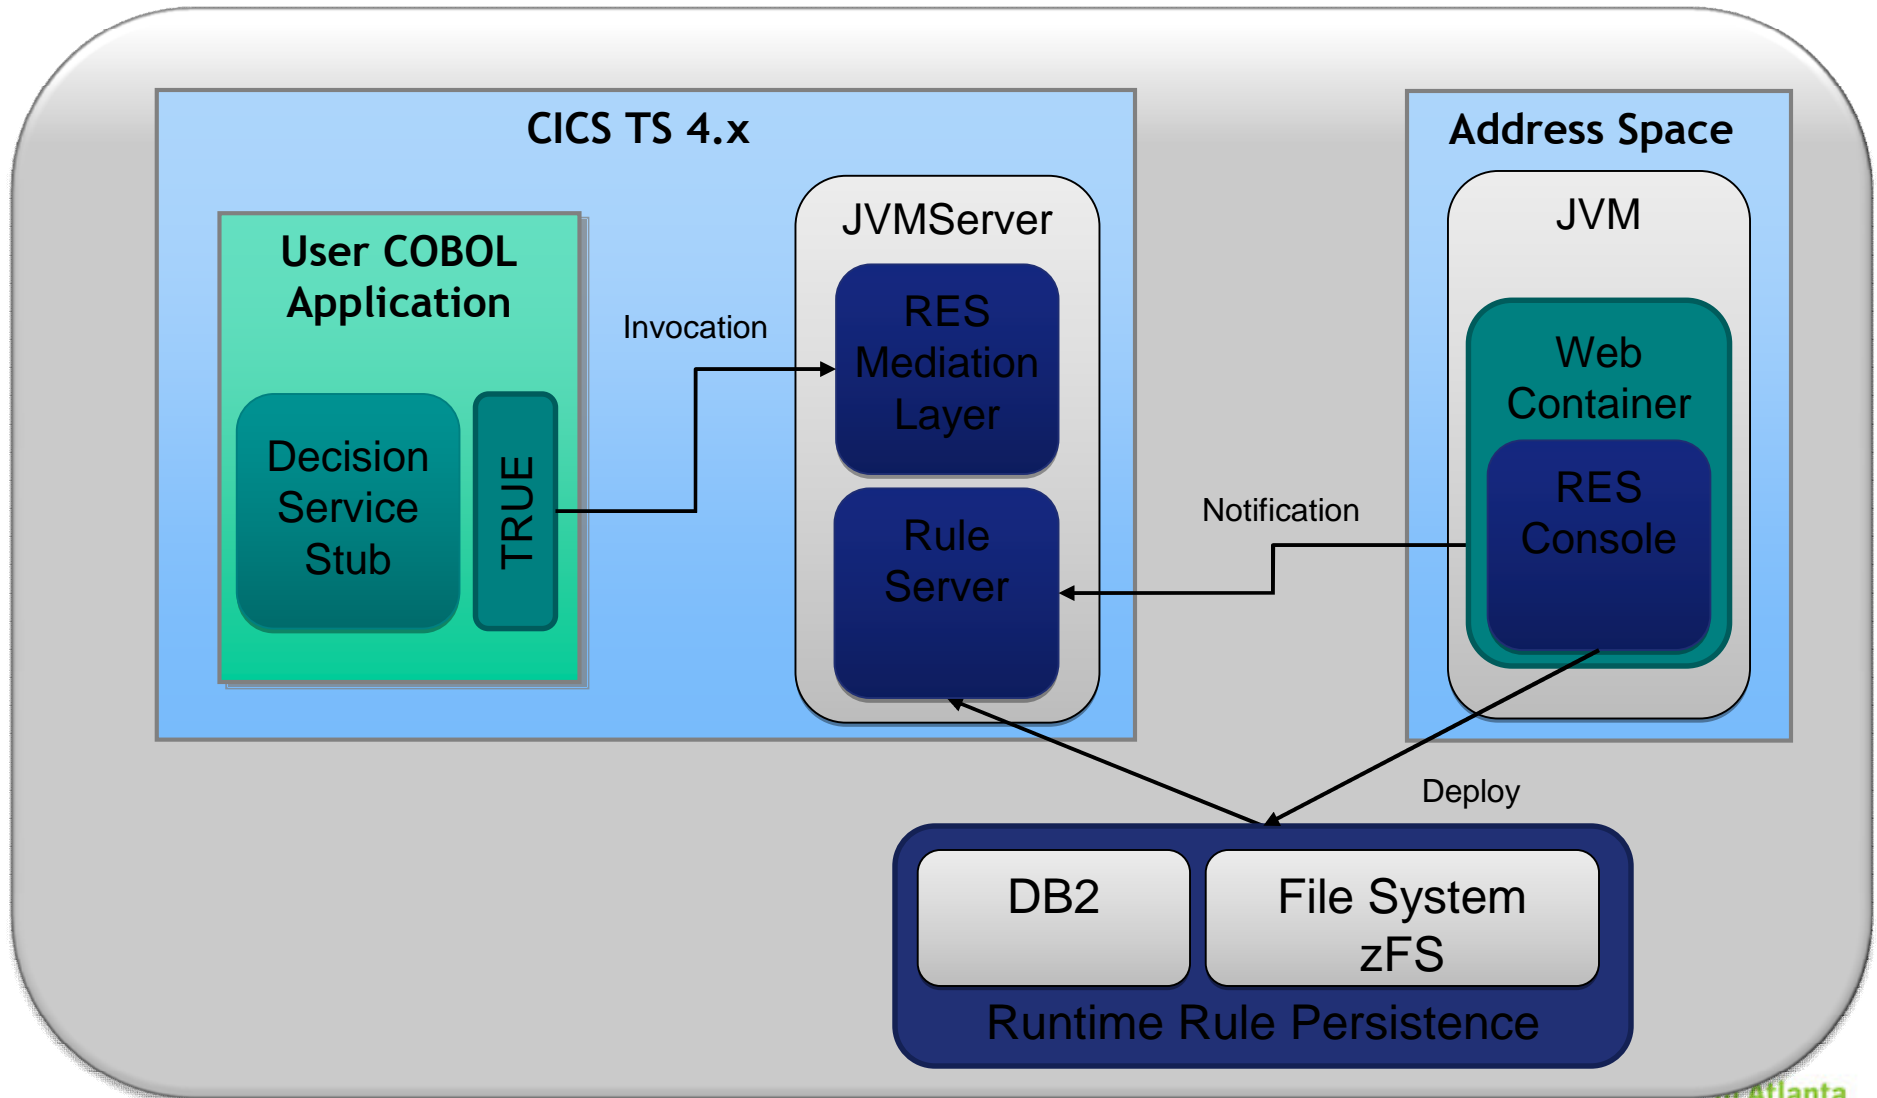 CICS TS 4.x
User COBOL
Application
Decision
Service
Stub
TRUE
Invocation
JVMServer
RES
Mediation
Layer
Rule
Server
Notification
Address Space
JVM
Web
Container
RES
Console
Deploy
DB2
File System
zFS
Runtime Rule Persistence
Atlanta